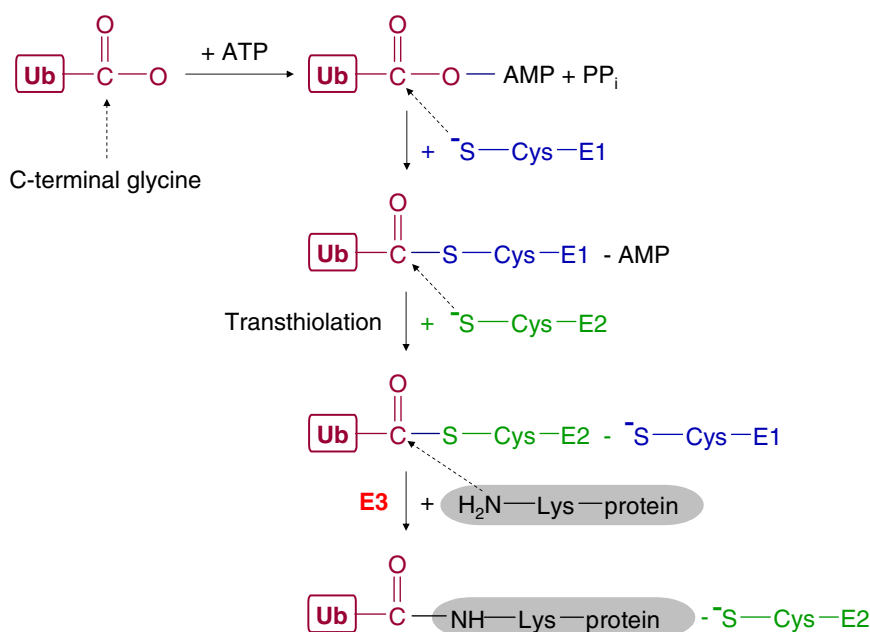 O O
Ub C O + ATP Ub C O AMP + PPi
+ -S Cys E1
C-terminal glycine
O
Ub C S Cys E1 - AMP
Transthiolation + -S Cys E2
O
Ub C S Cys E2 - -S Cys E1
E3 + H2N Lys protein
O
Ub C NH Lys protein - -S Cys E2